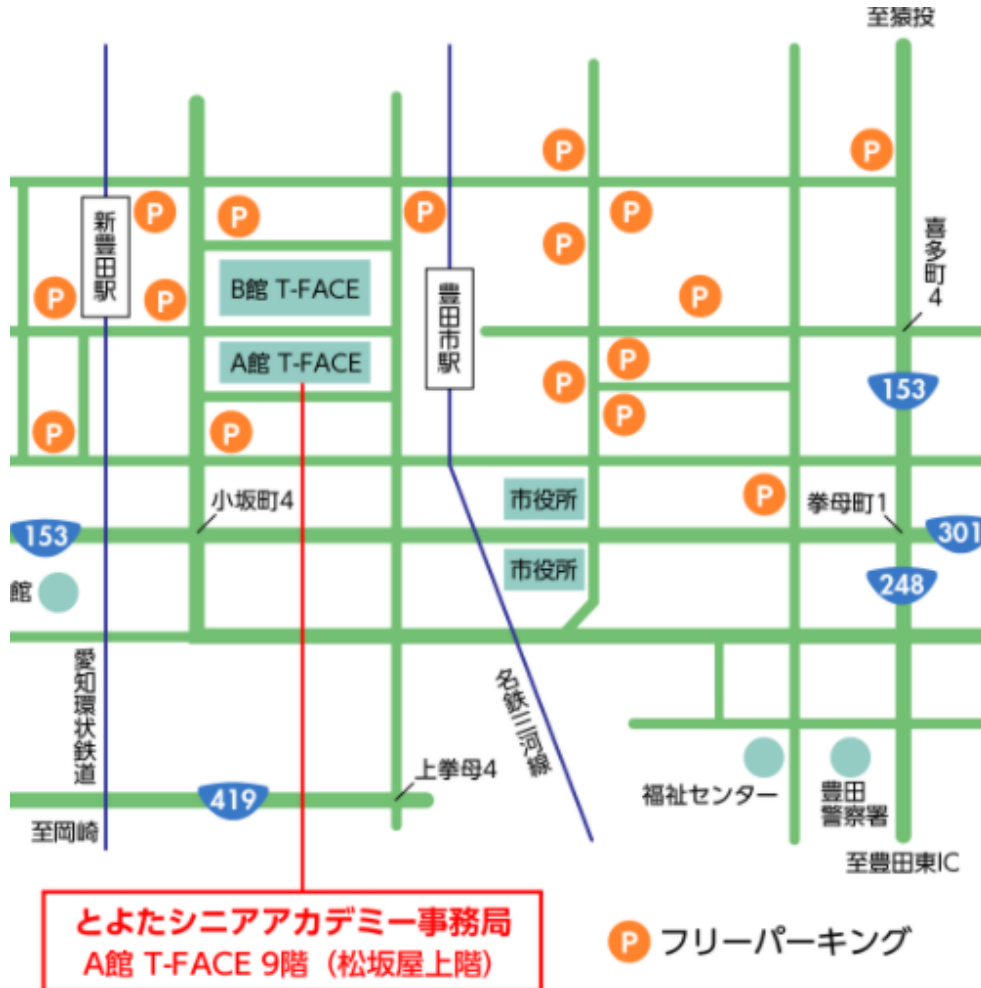 至猿投
P
P
P
P
P
P
新豊田駅
喜多町4
P
B館 T-FACE
豊田市駅
P
P
P
A館 T-FACE
P
P
153
P
P
P
小坂町4
市役所
P
拳母町1
153
301
市役所
248
館
愛知環状鉄道
名鉄三河線
上拳母4
419
福祉センター
豊田
警察署
至岡崎
至豊田東IC
とよたシニアアカデミー事務局
A館 T-FACE 9階（松坂屋上階）
P フリーパーキング